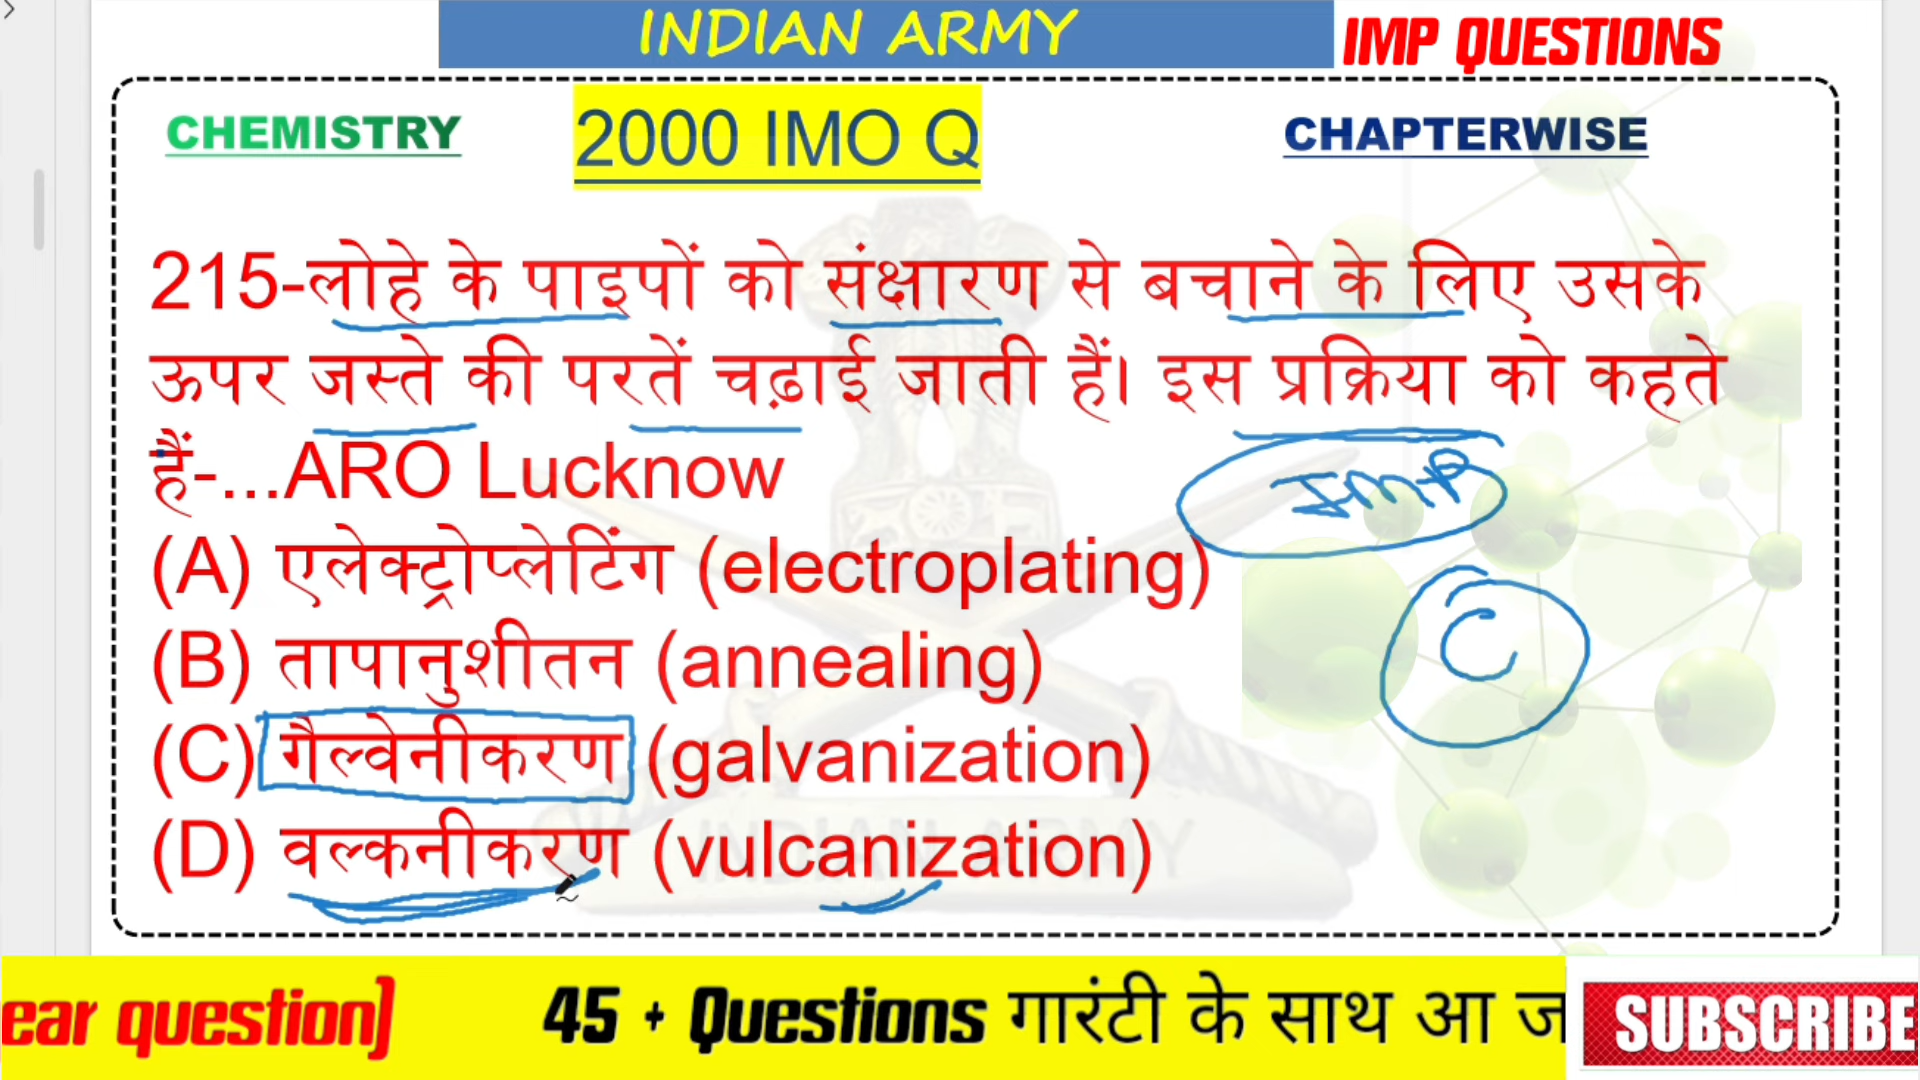 INDIAN ARMY
IMP QUESTIONS
CHEMISTRY
2000 IMO Q
CHAPTERWISE
215-लोहे के पाइपों को संक्षारण से बचाने के लिए उसके
ऊपर जस्ते की परतें चढ़ाई जाती हैं। इस प्रक्रिया को कहते
हैं-...ARO Lucknow
IMP
(A) एलेक्ट्रोप्लेटिंग (electroplating)
C
(B) तापानुशीतन (annealing)
(C) गैल्वेनीकरण (galvanization)
(D) वल्कनीकरण (vulcanization)
INDIAN ARMY
ear question) 45 + Questions गारंटी के साथ आ ज
SUBSCRIBE